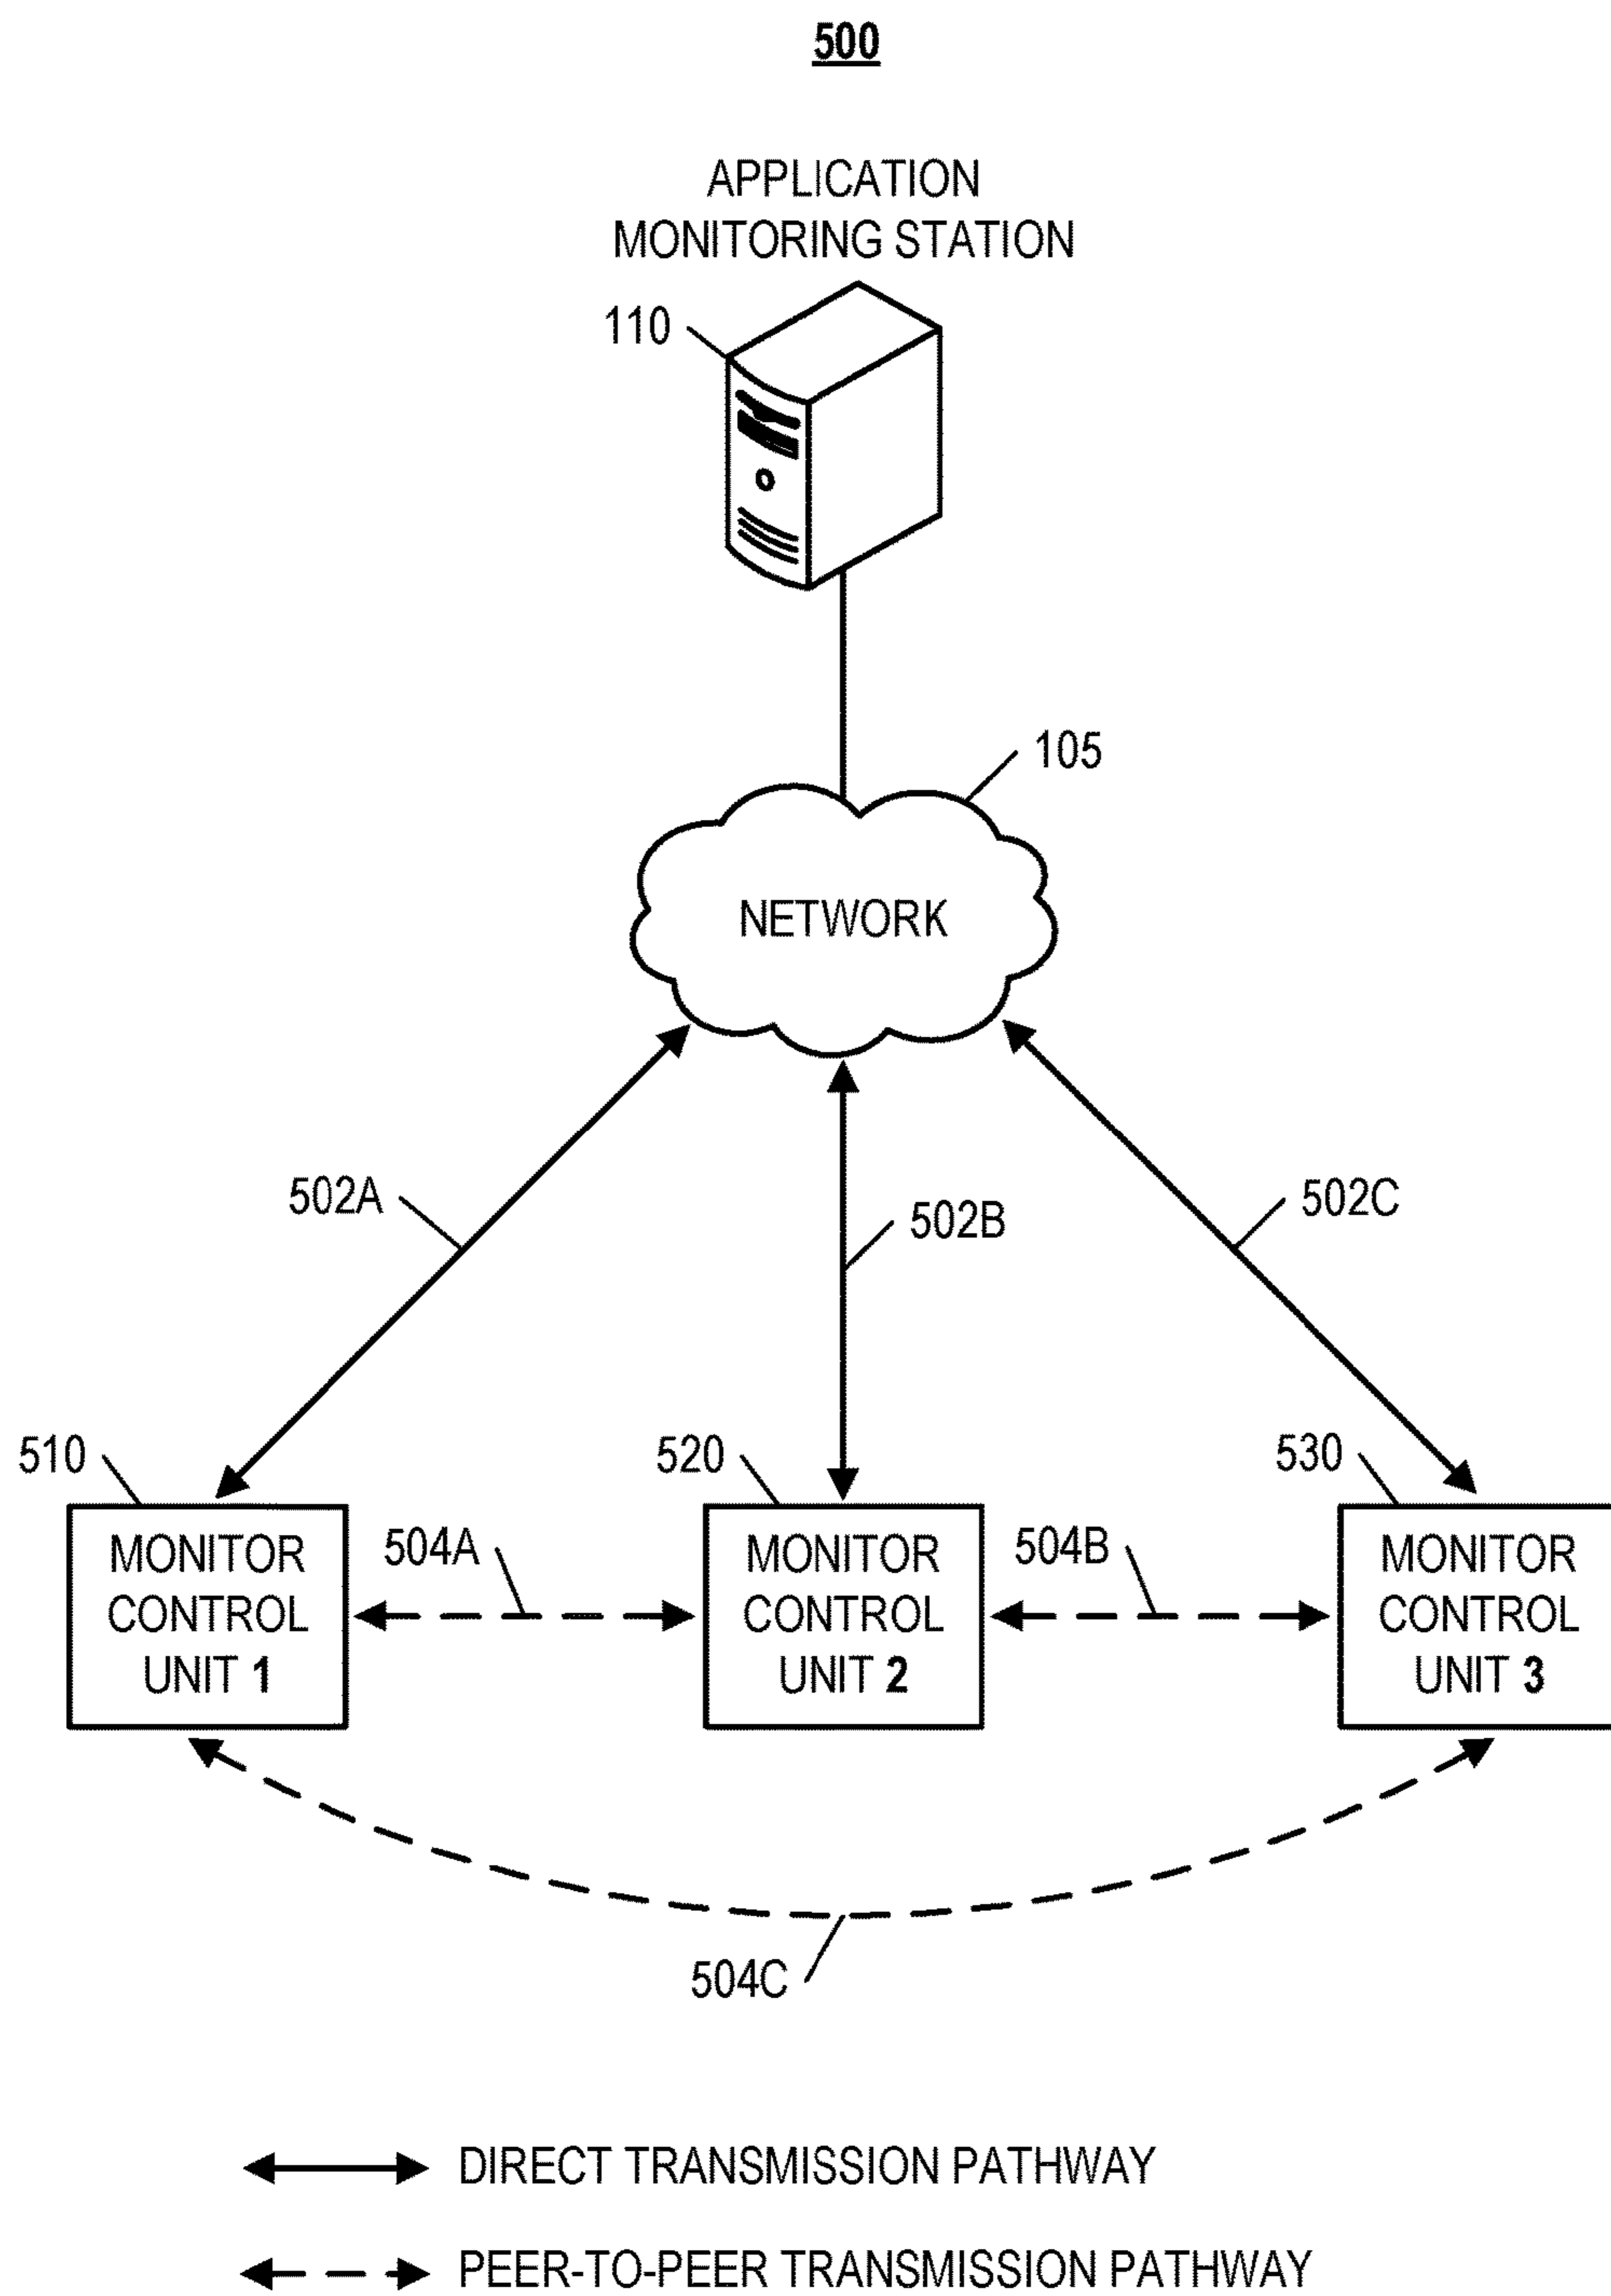 500
APPLICATION
MONITORING STATION
110
105
NETWORK
502A
502B
502C
510
520
530
MONITOR
CONTROL
UNIT 1
504A
MONITOR
CONTROL
UNIT 2
504B
MONITOR
CONTROL
UNIT 3
504C
DIRECT TRANSMISSION PATHWAY
PEER-TO-PEER TRANSMISSION PATHWAY